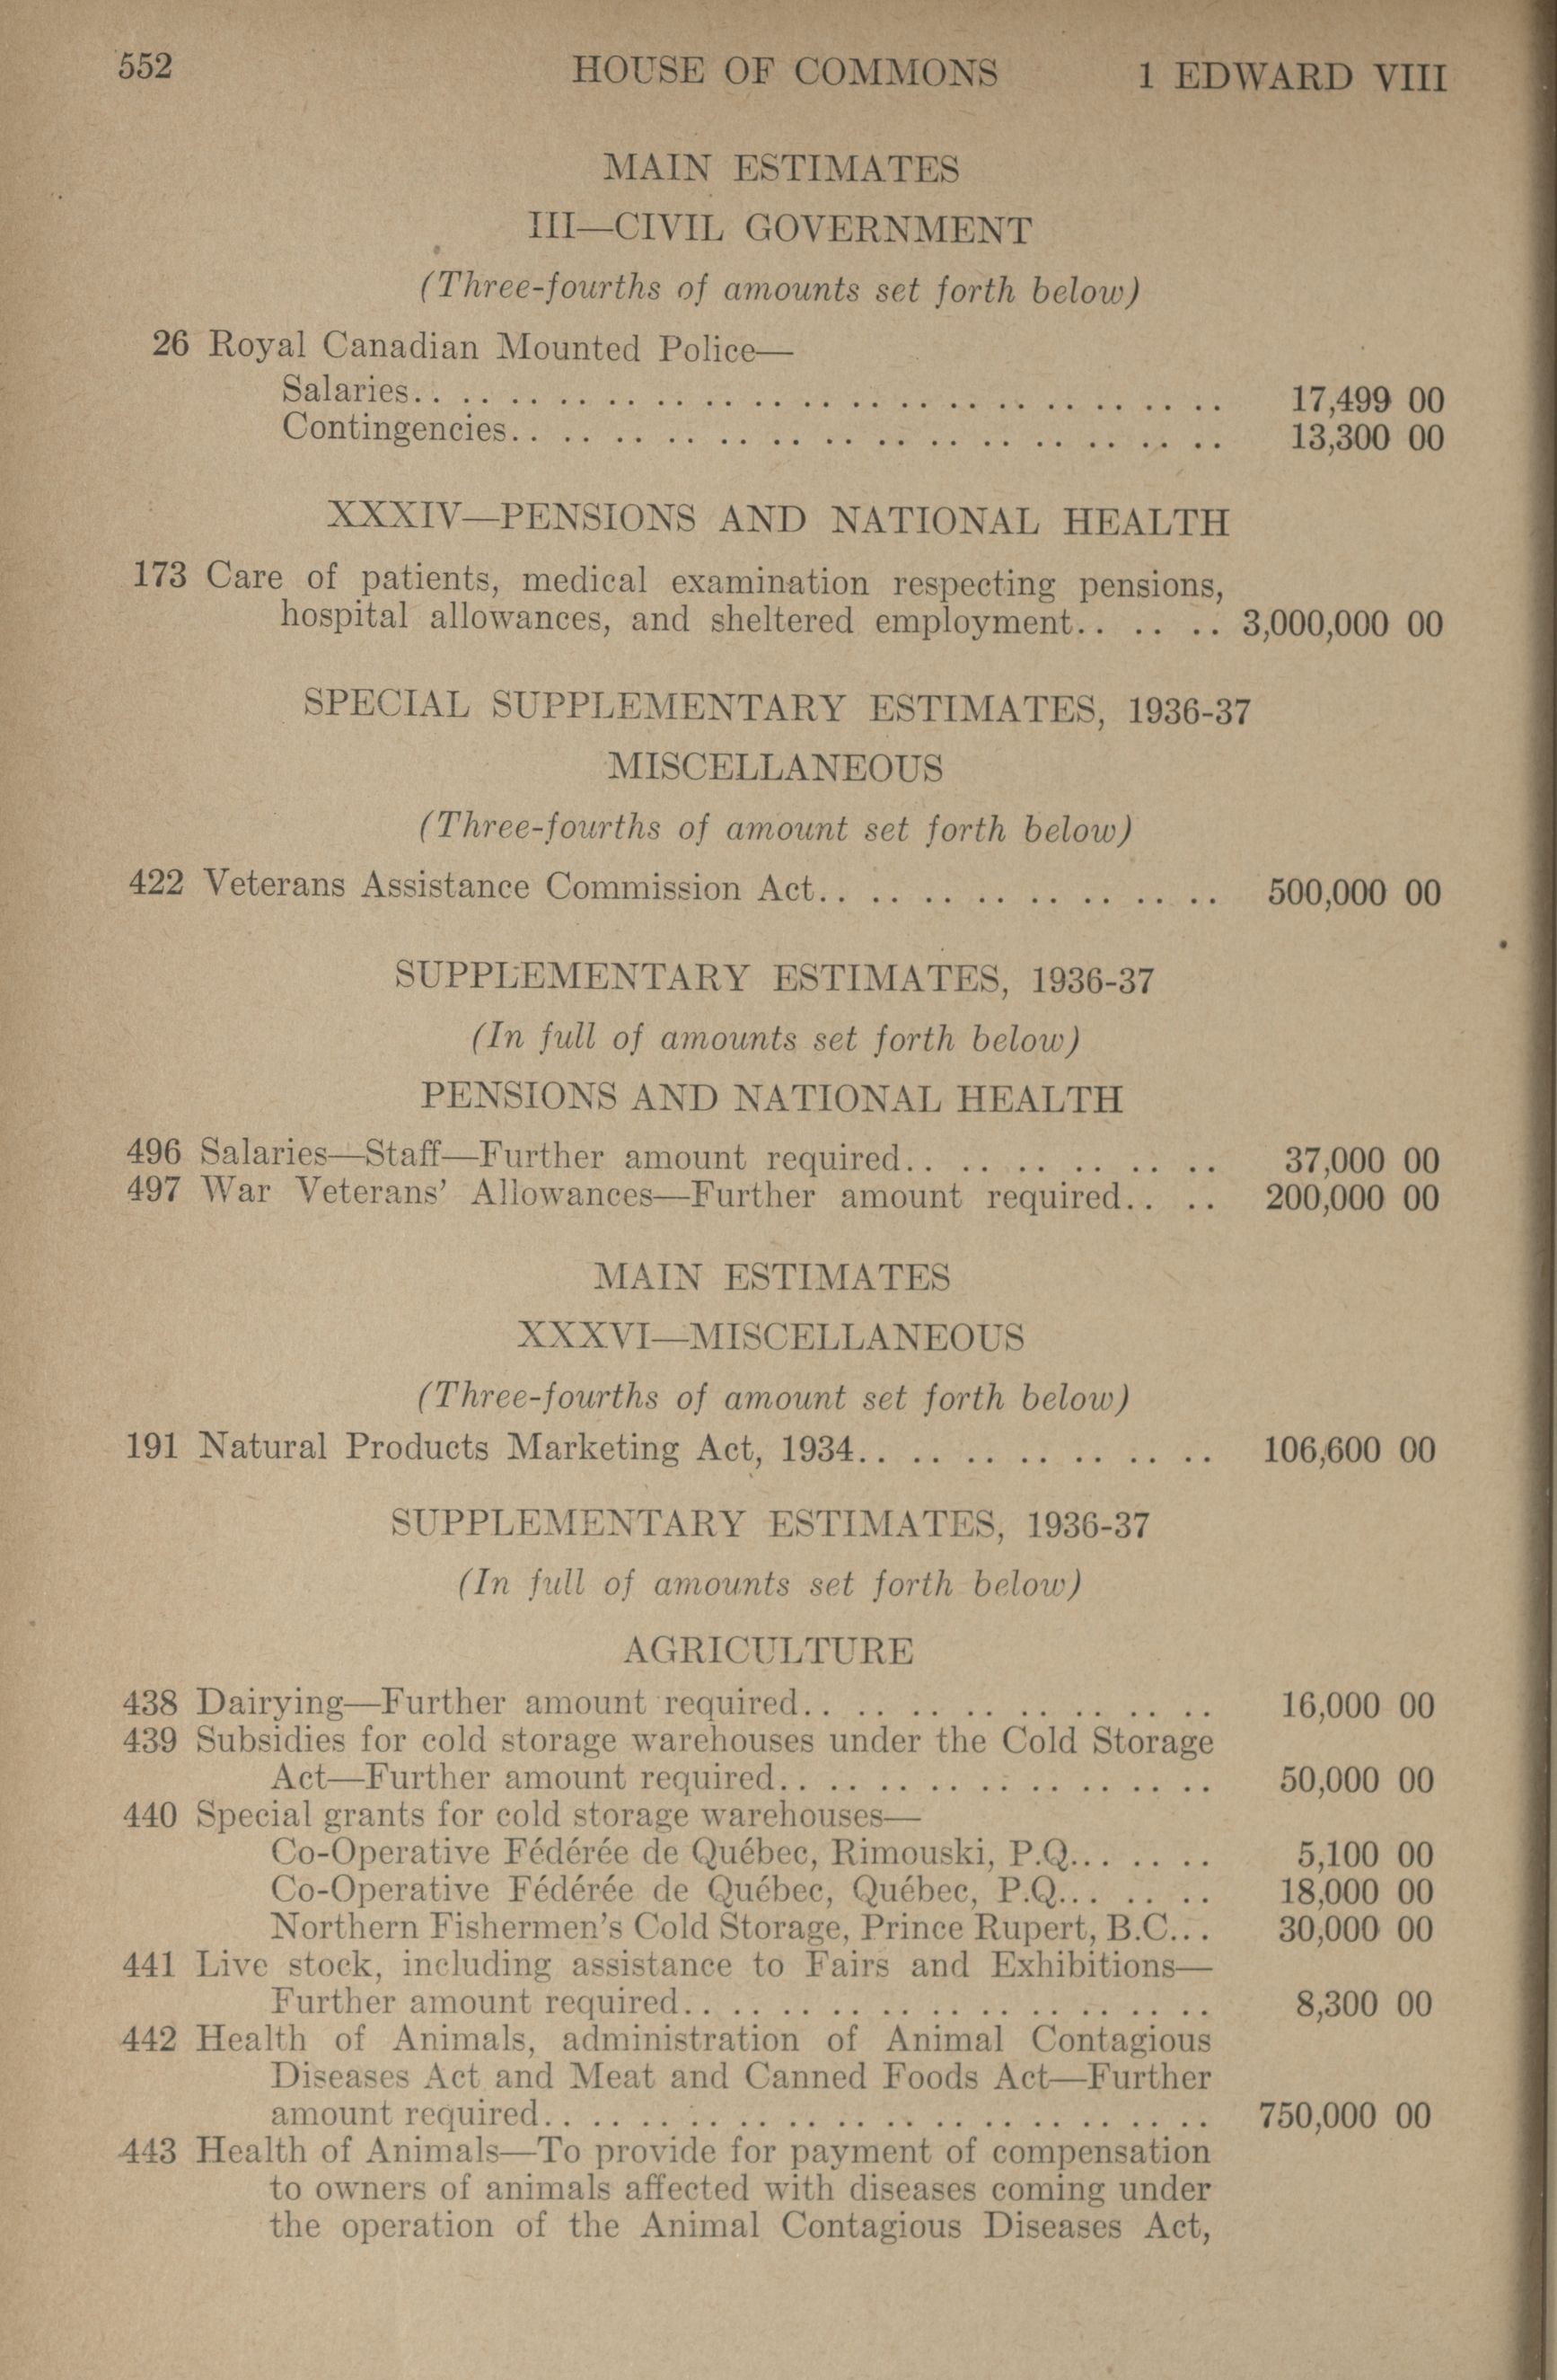 552 HOUSE OF COMMONS 1 EDWARD VIII
MAIN ESTIMATES
III—CIVIL GOVERNMENT
(Three-fourths of amounts set forth below)
26 Royal Canadian Mounted Police—
Salaries.. .. .. .. .. .. .. .. .. .. .. .. .. .. .. .. .. 17,499 00
Contingencies.. .. .. .. .. .. .. .. .. .. .. .. .. .. 13,300 00
XXXIV—PENSIONS AND NATIONAL HEALTH
173 Care of patients, medical examination respecting pensions,
hospital allowances, and sheltered employment.. .. .. 3,000,000 00
SPECIAL SUPPLEMENTARY ESTIMATES, 1936-37
MISCELLANEOUS
(Three-fourths of amount set forth below)
422 Veterans Assistance Commission Act.. .. .. .. .. .. .. .. 500,000 00
SUPPLEMENTARY ESTIMATES, 1936-37
(In full of amounts set forth below)
PENSIONS AND NATIONAL HEALTH
496 Salaries—Staff—Further amount required.. .. .. .. .. .. 37,000 00
497 War Veterans' Allowances—Further amount required.. .. 200,000 00
MAIN ESTIMATES
XXXVI—MISCELLANEOUS
(Three-fourths of amount set forth below)
191 Natural Products Marketing Act, 1934.. .. .. .. .. .. .. 106,600 00
SUPPLEMENTARY ESTIMATES, 1936-37
(In full of amounts set forth below)
AGRICULTURE
438 Dairying—Further amount required.. .. .. .. .. .. .. .. 16,000 00
439 Subsidies for cold storage warehouses under the Cold Storage
Act—Further amount required.. .. .. .. .. .. .. .. .. 50,000 00
440 Special grants for cold storage warehouses—
Co-Operative Fédérée de Québec, Rimouski, P.Q... .. .. 5,100 00
Co-Operative Fédérée de Québec, Québec, P.Q... .. .. 18,000 00
Northern Fishermen's Cold Storage, Prince Rupert, B.C... 30,000 00
441 Live stock, including assistance to Fairs and Exhibitions—
Further amount required.. .. .. .. .. .. .. .. .. .. .. 8,300 00
442 Health of Animals, administration of Animal Contagious
Diseases Act and Meat and Canned Foods Act—Further
amount required.. .. .. .. .. .. .. .. .. .. .. .. .. .. 750,000 00
443 Health of Animals—To provide for payment of compensation
to owners of animals affected with diseases coming under
the operation of the Animal Contagious Diseases Act,